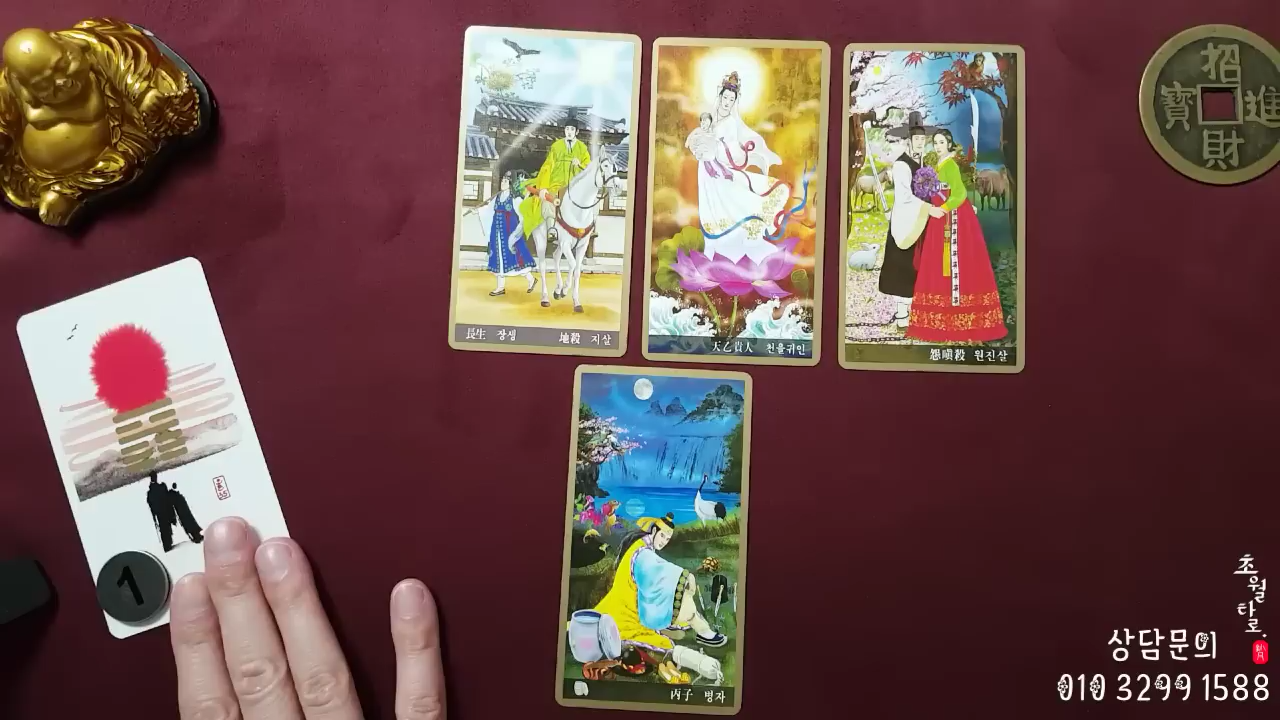 招
寶 進
財
長生 장생 地殺 지살
天乙貴人 천을귀인
怨嗔殺 원진살
丙子 병자
1
초월타로.
상담문의
010 3299 1588